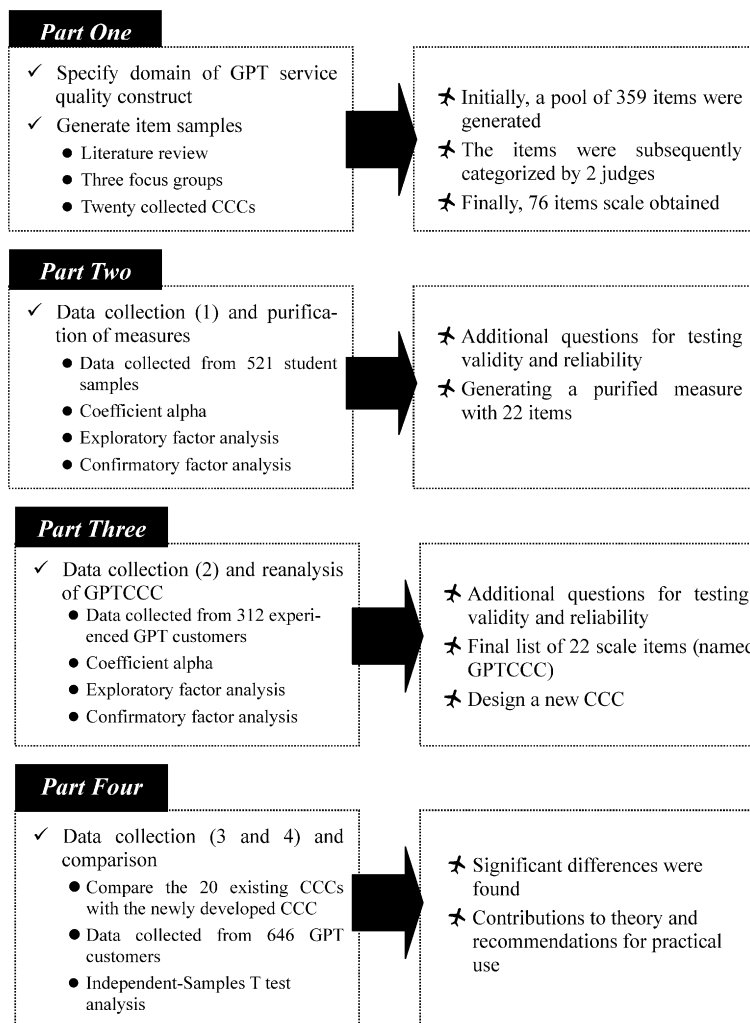 Part One
✓ Specify domain of GPT service
quality construct
✓ Generate item samples
● Literature review
● Three focus groups
● Twenty collected CCCs
Initially, a pool of 359 items were
generated
The items were subsequently
categorized by 2 judges
Finally, 76 items scale obtained
Part Two
✓ Data collection (1) and purifica-
tion of measures
● Data collected from 521 student
samples
● Coefficient alpha
● Exploratory factor analysis
● Confirmatory factor analysis
Additional questions for testing
validity and reliability
Generating a purified measure
with 22 items
Part Three
✓ Data collection (2) and reanalysis
of GPTCCC
● Data collected from 312 experi-
enced GPT customers
● Coefficient alpha
● Exploratory factor analysis
● Confirmatory factor analysis
Additional questions for testing
validity and reliability
Final list of 22 scale items (named
GPTCCC)
Design a new CCC
Part Four
✓ Data collection (3 and 4) and
comparison
● Compare the 20 existing CCCs
with the newly developed CCC
● Data collected from 646 GPT
customers
● Independent-Samples T test
analysis
Significant differences were
found
Contributions to theory and
recommendations for practical
use